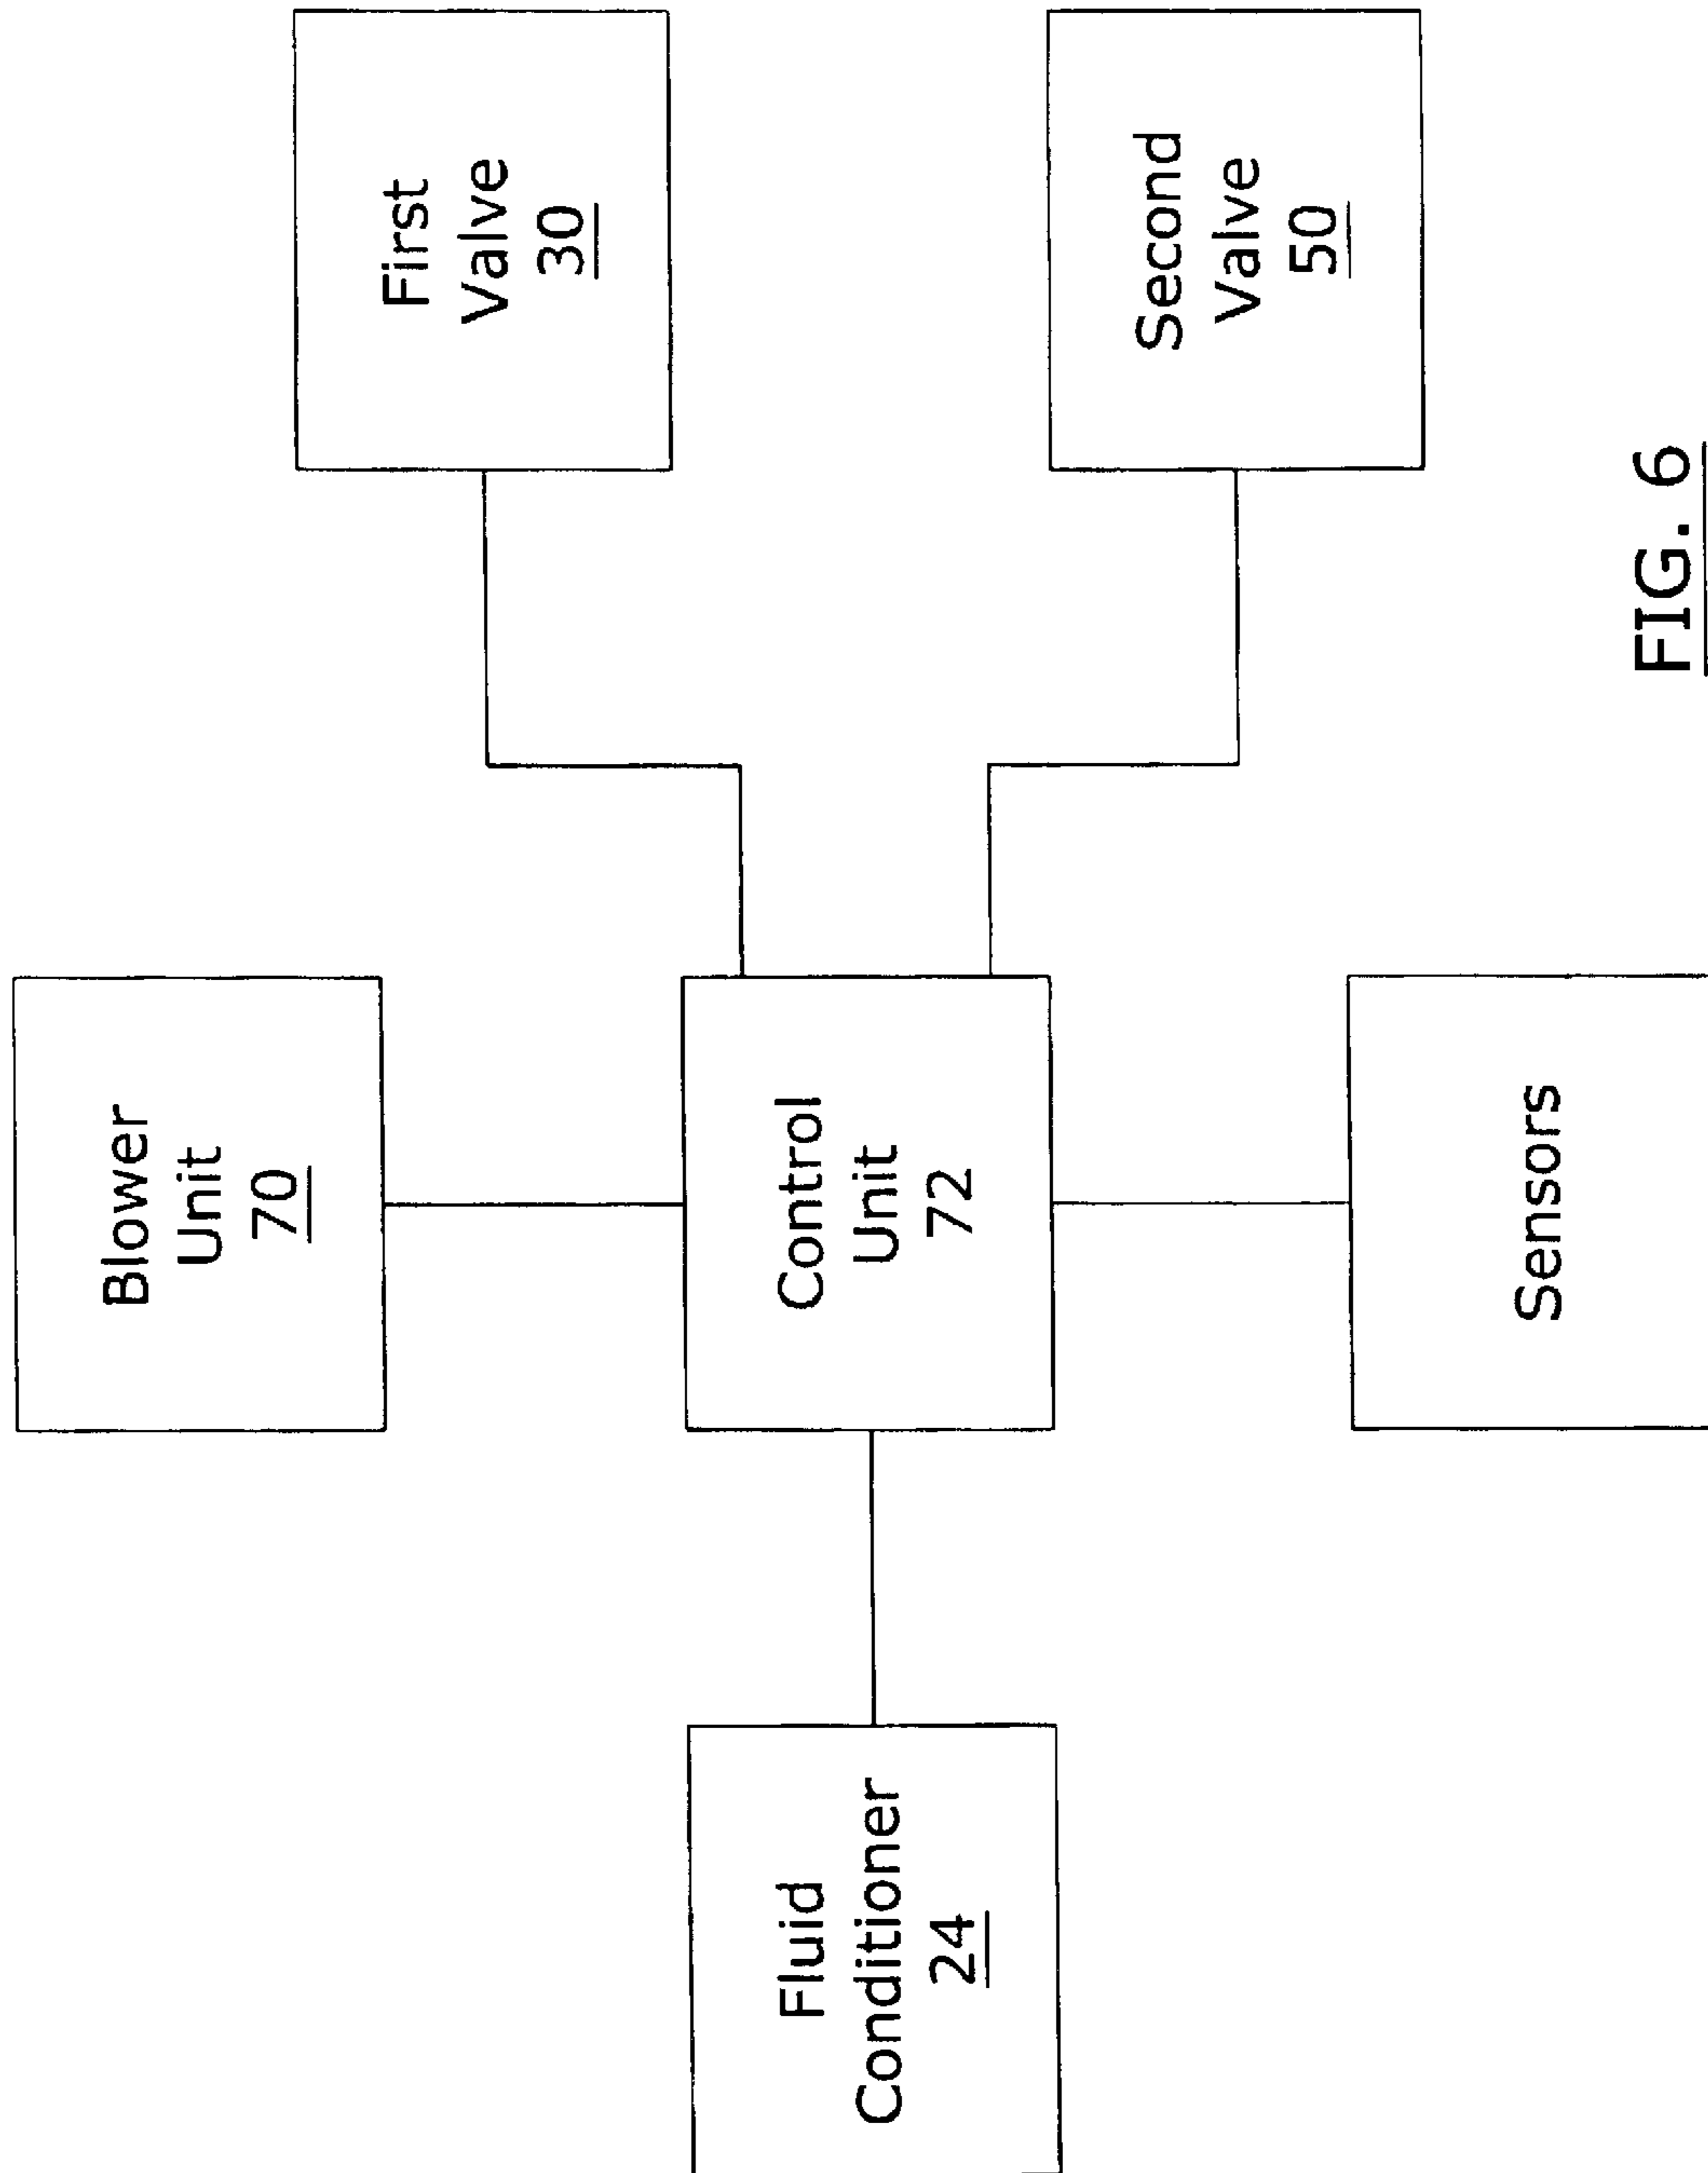 Blower
Unit
70
First
Valve
30
Fluid
Conditioner
24
Control
Unit
72
Second
Valve
50
Sensors
FIG. 6